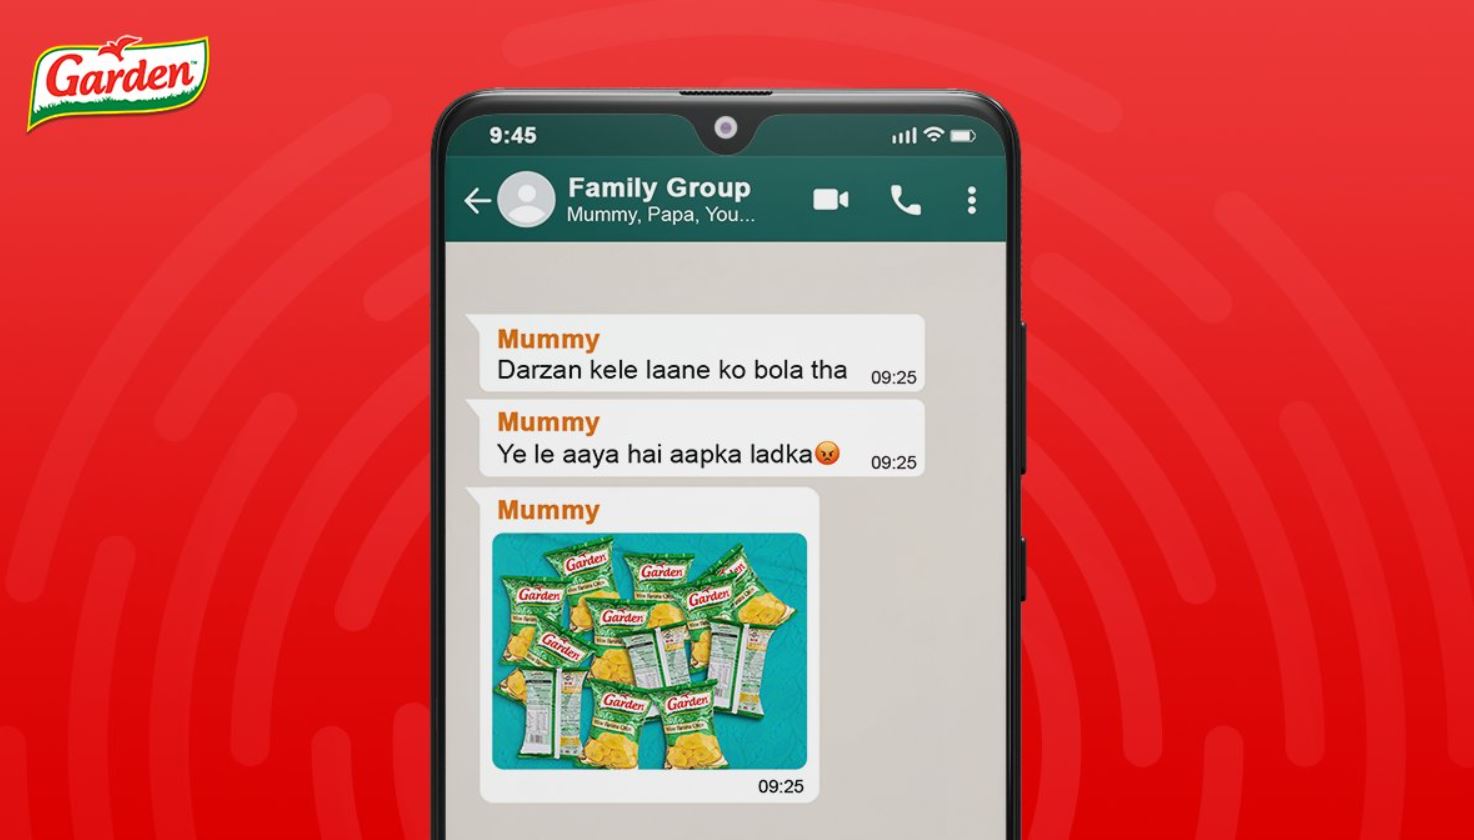 Garden
9:45
Family Group
Mummy, Papa, You...
Mummy
Darzan kele laane ko bola tha
09:25
Mummy
Ye le aaya hai aapka ladka😡
09:25
Mummy
Garden
Garden
Garden
Garden
Garden
Garden
Garden
Garden
09:25